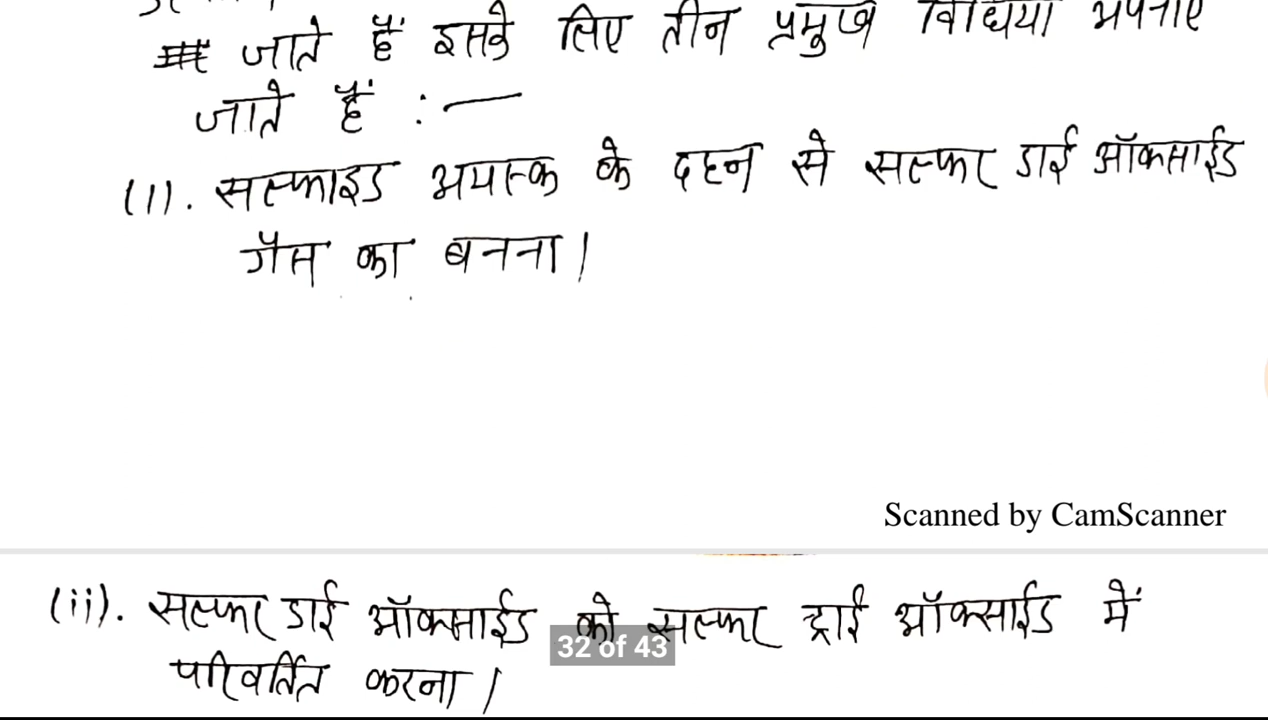 जाते हैं इसके लिए तीन प्रमुख विधियाँ अपनाए
जाते हैं :—
(i). सल्फाइड अयस्क के दहन से सल्फर डाई ऑक्साईड
गैस का बनना।
Scanned by CamScanner
(ii). सल्फर डाई ऑक्साईड को सल्फर ट्राई ऑक्साईड में
32 of 43
परिवर्तित करना।